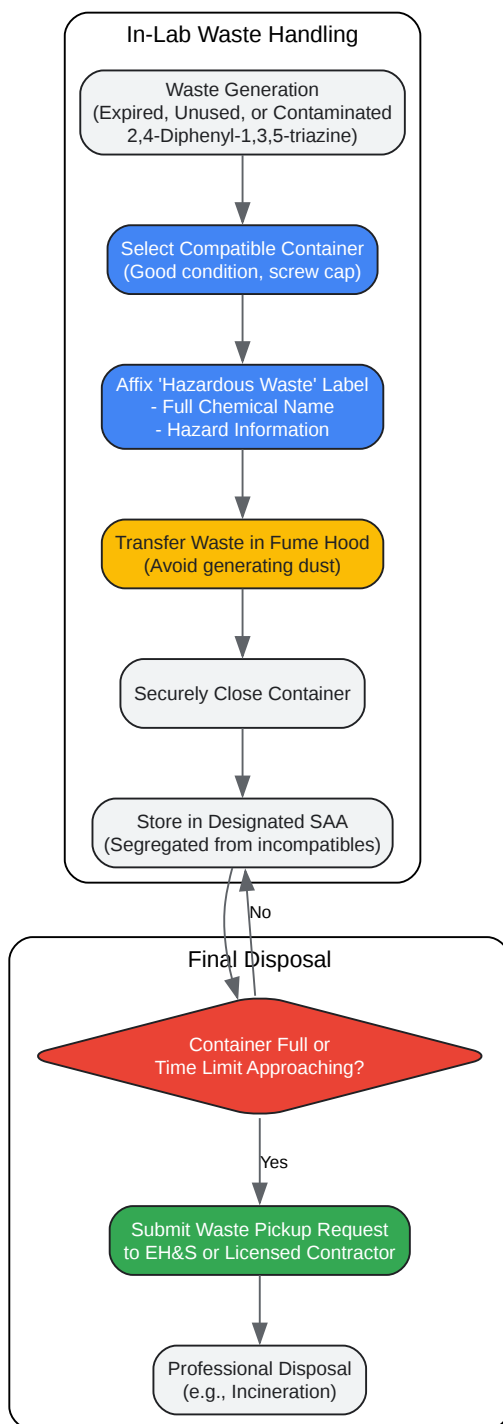 In-Lab Waste Handling
Waste Generation
(Expired, Unused, or Contaminated
2,4-Diphenyl-1,3,5-triazine)
Select Compatible Container
(Good condition, screw cap)
Affix 'Hazardous Waste' Label
- Full Chemical Name
- Hazard Information
Transfer Waste in Fume Hood
(Avoid generating dust)
Securely Close Container
Store in Designated SAA
(Segregated from incompatibles)
No
Final Disposal
Container Full or
Time Limit Approaching?
Yes
Submit Waste Pickup Request
to EH&S or Licensed Contractor
Professional Disposal
(e.g., Incineration)